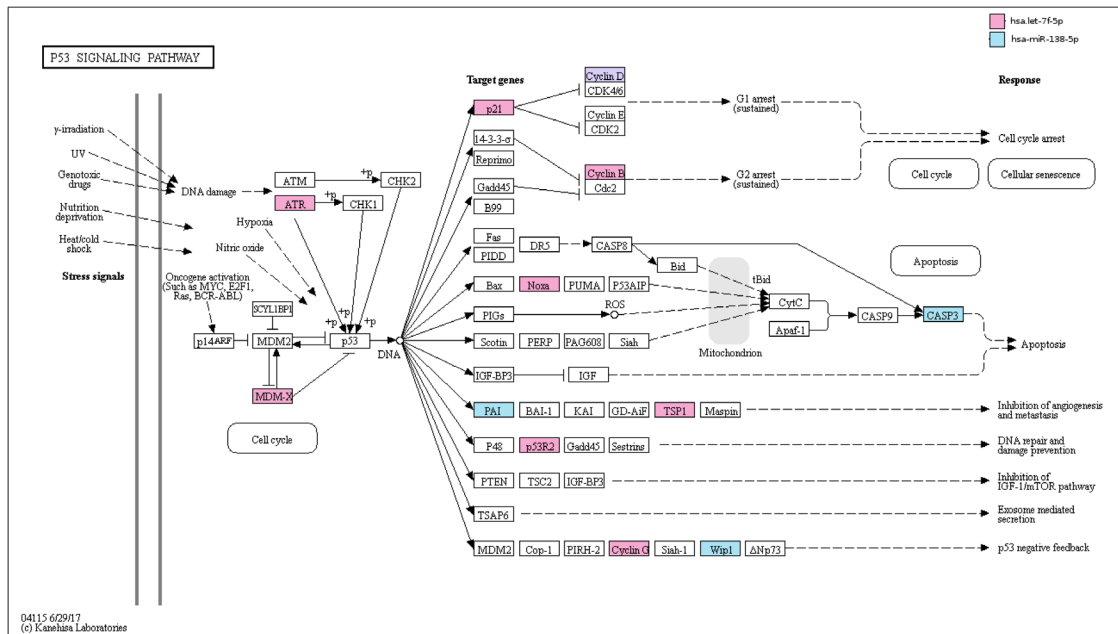 hsa.let-7f-5p
hsa-miR-138-5p
P53 SIGNALING PATHWAY
Target genes
Response
Cyclin D
CDK4/6
p21
G1 arrest
(sustained)
Cyclin E
CDK2
γ-irradiation
14-3-3-σ
Reprimo
Cell cycle arrest
UV
Genotoxic
drugs
DNA damage
ATM
+p
CHK2
Cyclin B
Cdc2
G2 arrest
(sustained)
Cell cycle
Cellular senescence
ATR
+p
CHK1
Gadd45
B99
Nutrition
deprivation
Hypoxia
Heat/cold
shock
Nitric oxide
Fas
PIDD
DR5
CASP8
Bid
tBid
Apoptosis
Stress signals
Oncogene activation
(Such as MYC, E2F1,
Ras, BCR-ABL)
Bax
Noxa
PUMA
P53AIP
CytC
SCYL1BP1
+p
+p
+p
PIGs
ROS
Apaf-1
CASP9
CASP3
p14ARF
MDM2
p53
DNA
Scotin
PERP
PAG608
Siah
Mitochondrion
Apoptosis
IGF-BP3
IGF
MDM-X
PAI
BAI-1
KAI
GD-AiF
TSP1
Maspin
Inhibition of angiogenesis
and metastasis
Cell cycle
P48
p53R2
Gadd45
Sestrins
DNA repair and
damage prevention
PTEN
TSC2
IGF-BP3
Inhibition of
IGF-1/mTOR pathway
TSAP6
Exosome mediated
secretion
MDM2
Cop-1
PIRH-2
Cyclin G
Siah-1
Wip1
ΔNp73
p53 negative feedback
04115 6/29/17
(c) Kanehisa Laboratories